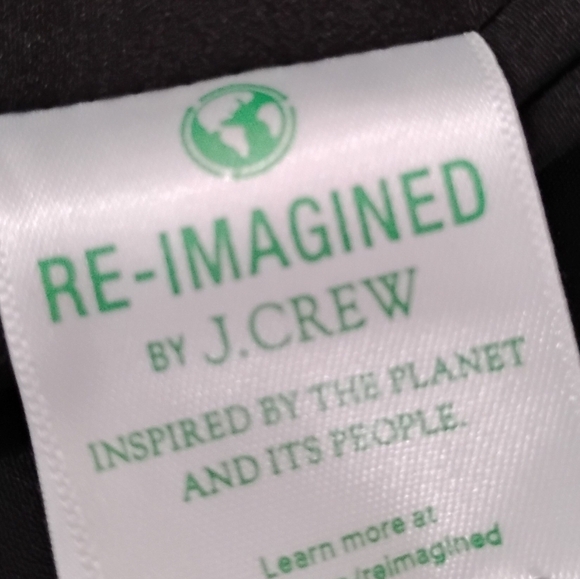 RE-IMAGINED
BY J.CREW
INSPIRED BY THE PLANET
AND ITS PEOPLE.
Learn more at
/reimagined